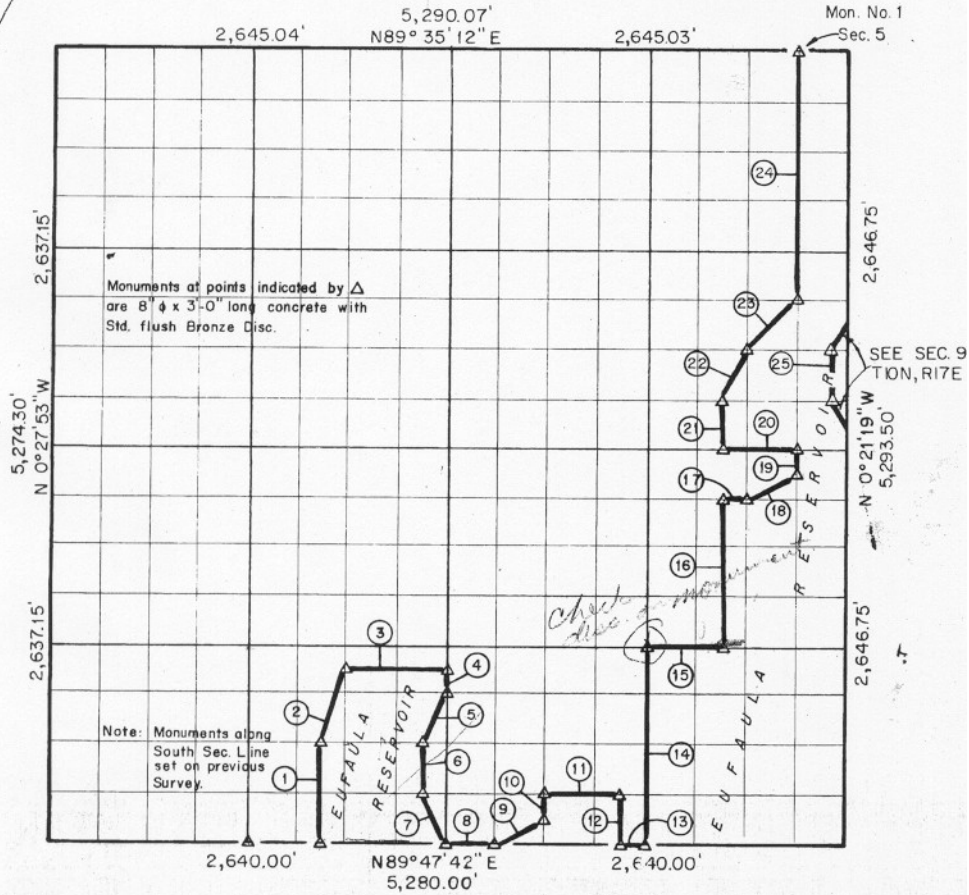 5,290.07'
Mon. No. 1
Sec. 5
2,645.04'
N89°35'12"E
2,645.03'
24
2,637.15'
2,646.75'
Monuments at points indicated by △
are 8"ϕ x 3'-0" long concrete with
Std. flush Bronze Disc.
23
22
25
SEE SEC. 9
TION, R17E
5,274.30'
N 0°27'53"W
21
20
19
N 0°21'19"W
5,293.50'
17
18
16
RESERVOIR
Check
disc on monument
2,637.15'
3
15
2,646.75'
4
2
5
EUFAULA
RESERVOIR
EUFAULA
Note: Monuments along
South Sec. Line
set on previous
Survey.
14
1
6
10
11
7
8
9
12
13
2,640.00'
N89°47'42"E
2,640.00'
5,280.00'